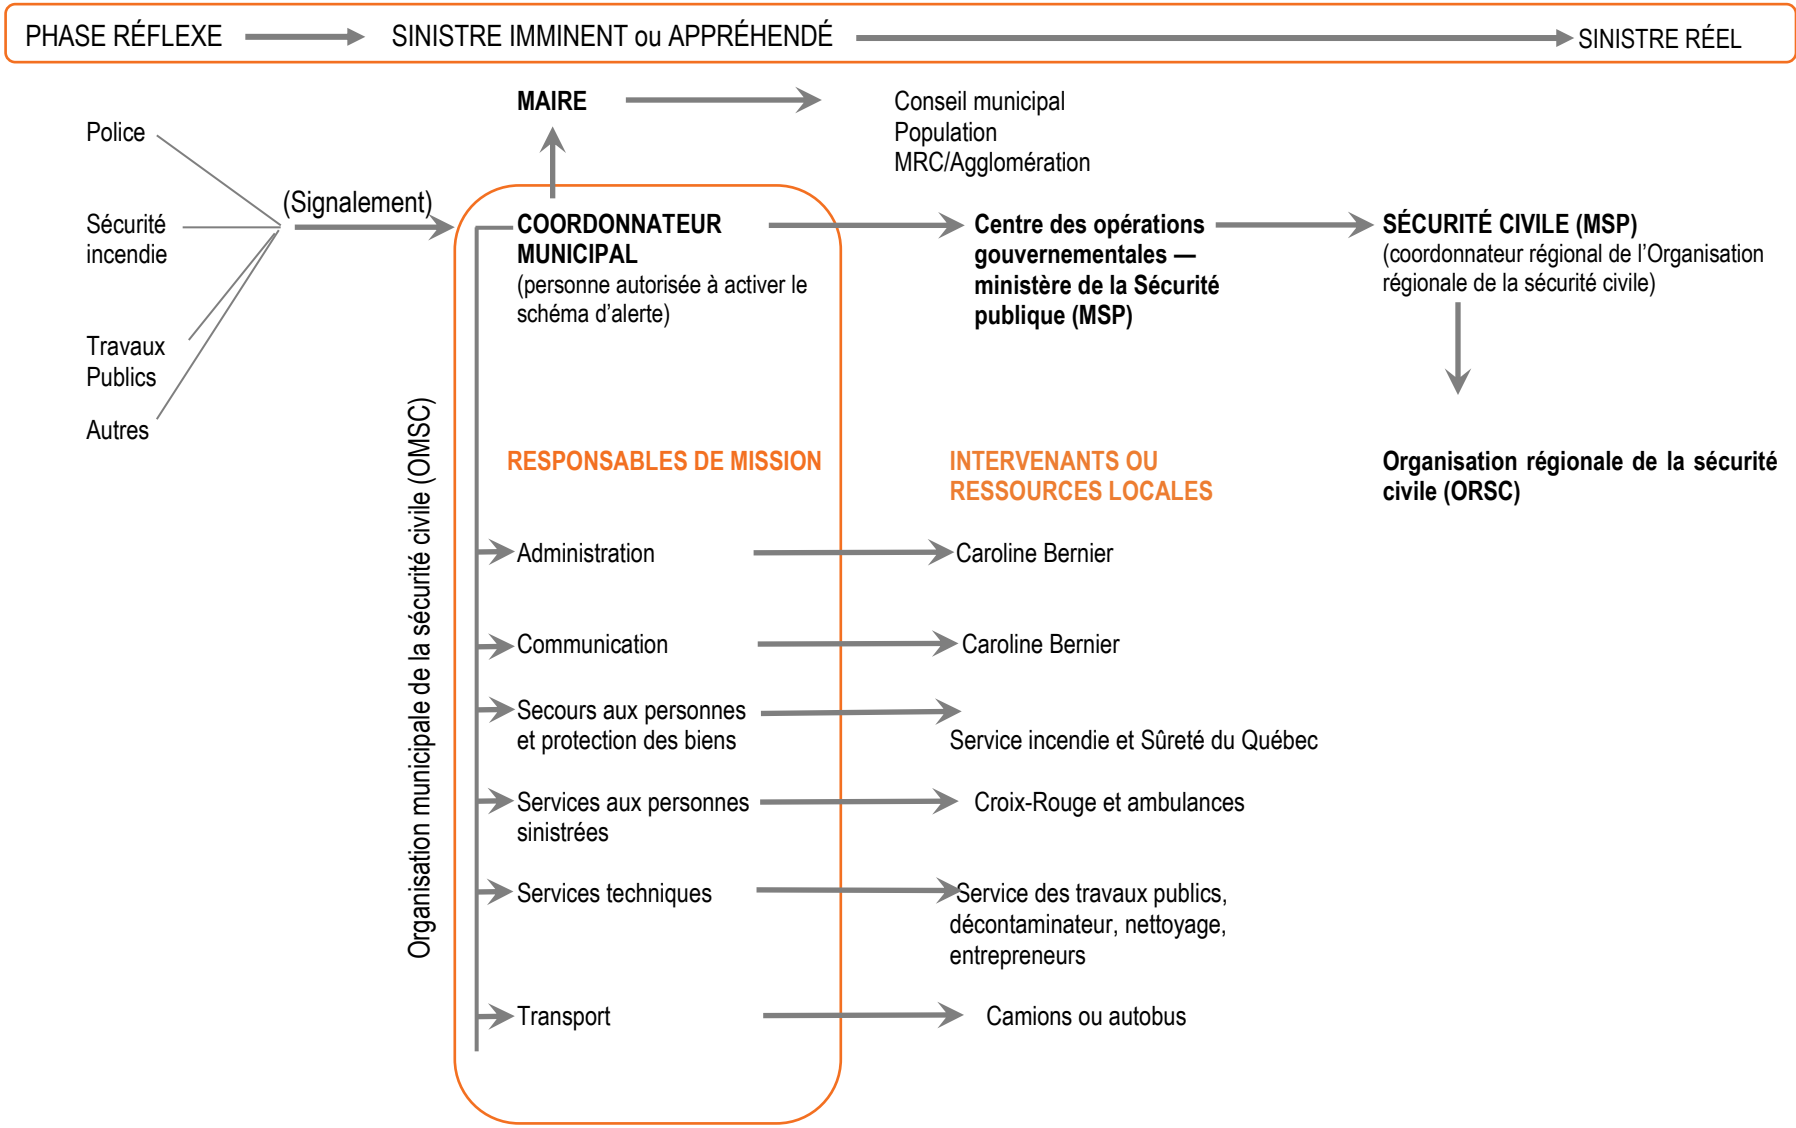 PHASE RÉFLEXE
SINISTRE IMMINENT ou APPRÉHENDÉ
SINISTRE RÉEL
MAIRE
Conseil municipal
Population
MRC/Agglomération
Police
Sécurité
incendie
Travaux
Publics
Autres
(Signalement)
COORDONNATEUR
MUNICIPAL
(personne autorisée à activer le
schéma d’alerte)
Centre des opérations
gouvernementales —
ministère de la Sécurité
publique (MSP)
SÉCURITÉ CIVILE (MSP)
(coordonnateur régional de l’Organisation
régionale de la sécurité civile)
Organisation régionale de la sécurité
civile (ORSC)
Organisation municipale de la sécurité civile (OMSC)
RESPONSABLES DE MISSION
INTERVENANTS OU
RESSOURCES LOCALES
Administration
Caroline Bernier
Communication
Caroline Bernier
Secours aux personnes
et protection des biens
Service incendie et Sûreté du Québec
Services aux personnes
sinistrées
Croix-Rouge et ambulances
Services techniques
Service des travaux publics,
décontaminateur, nettoyage,
entrepreneurs
Transport
Camions ou autobus